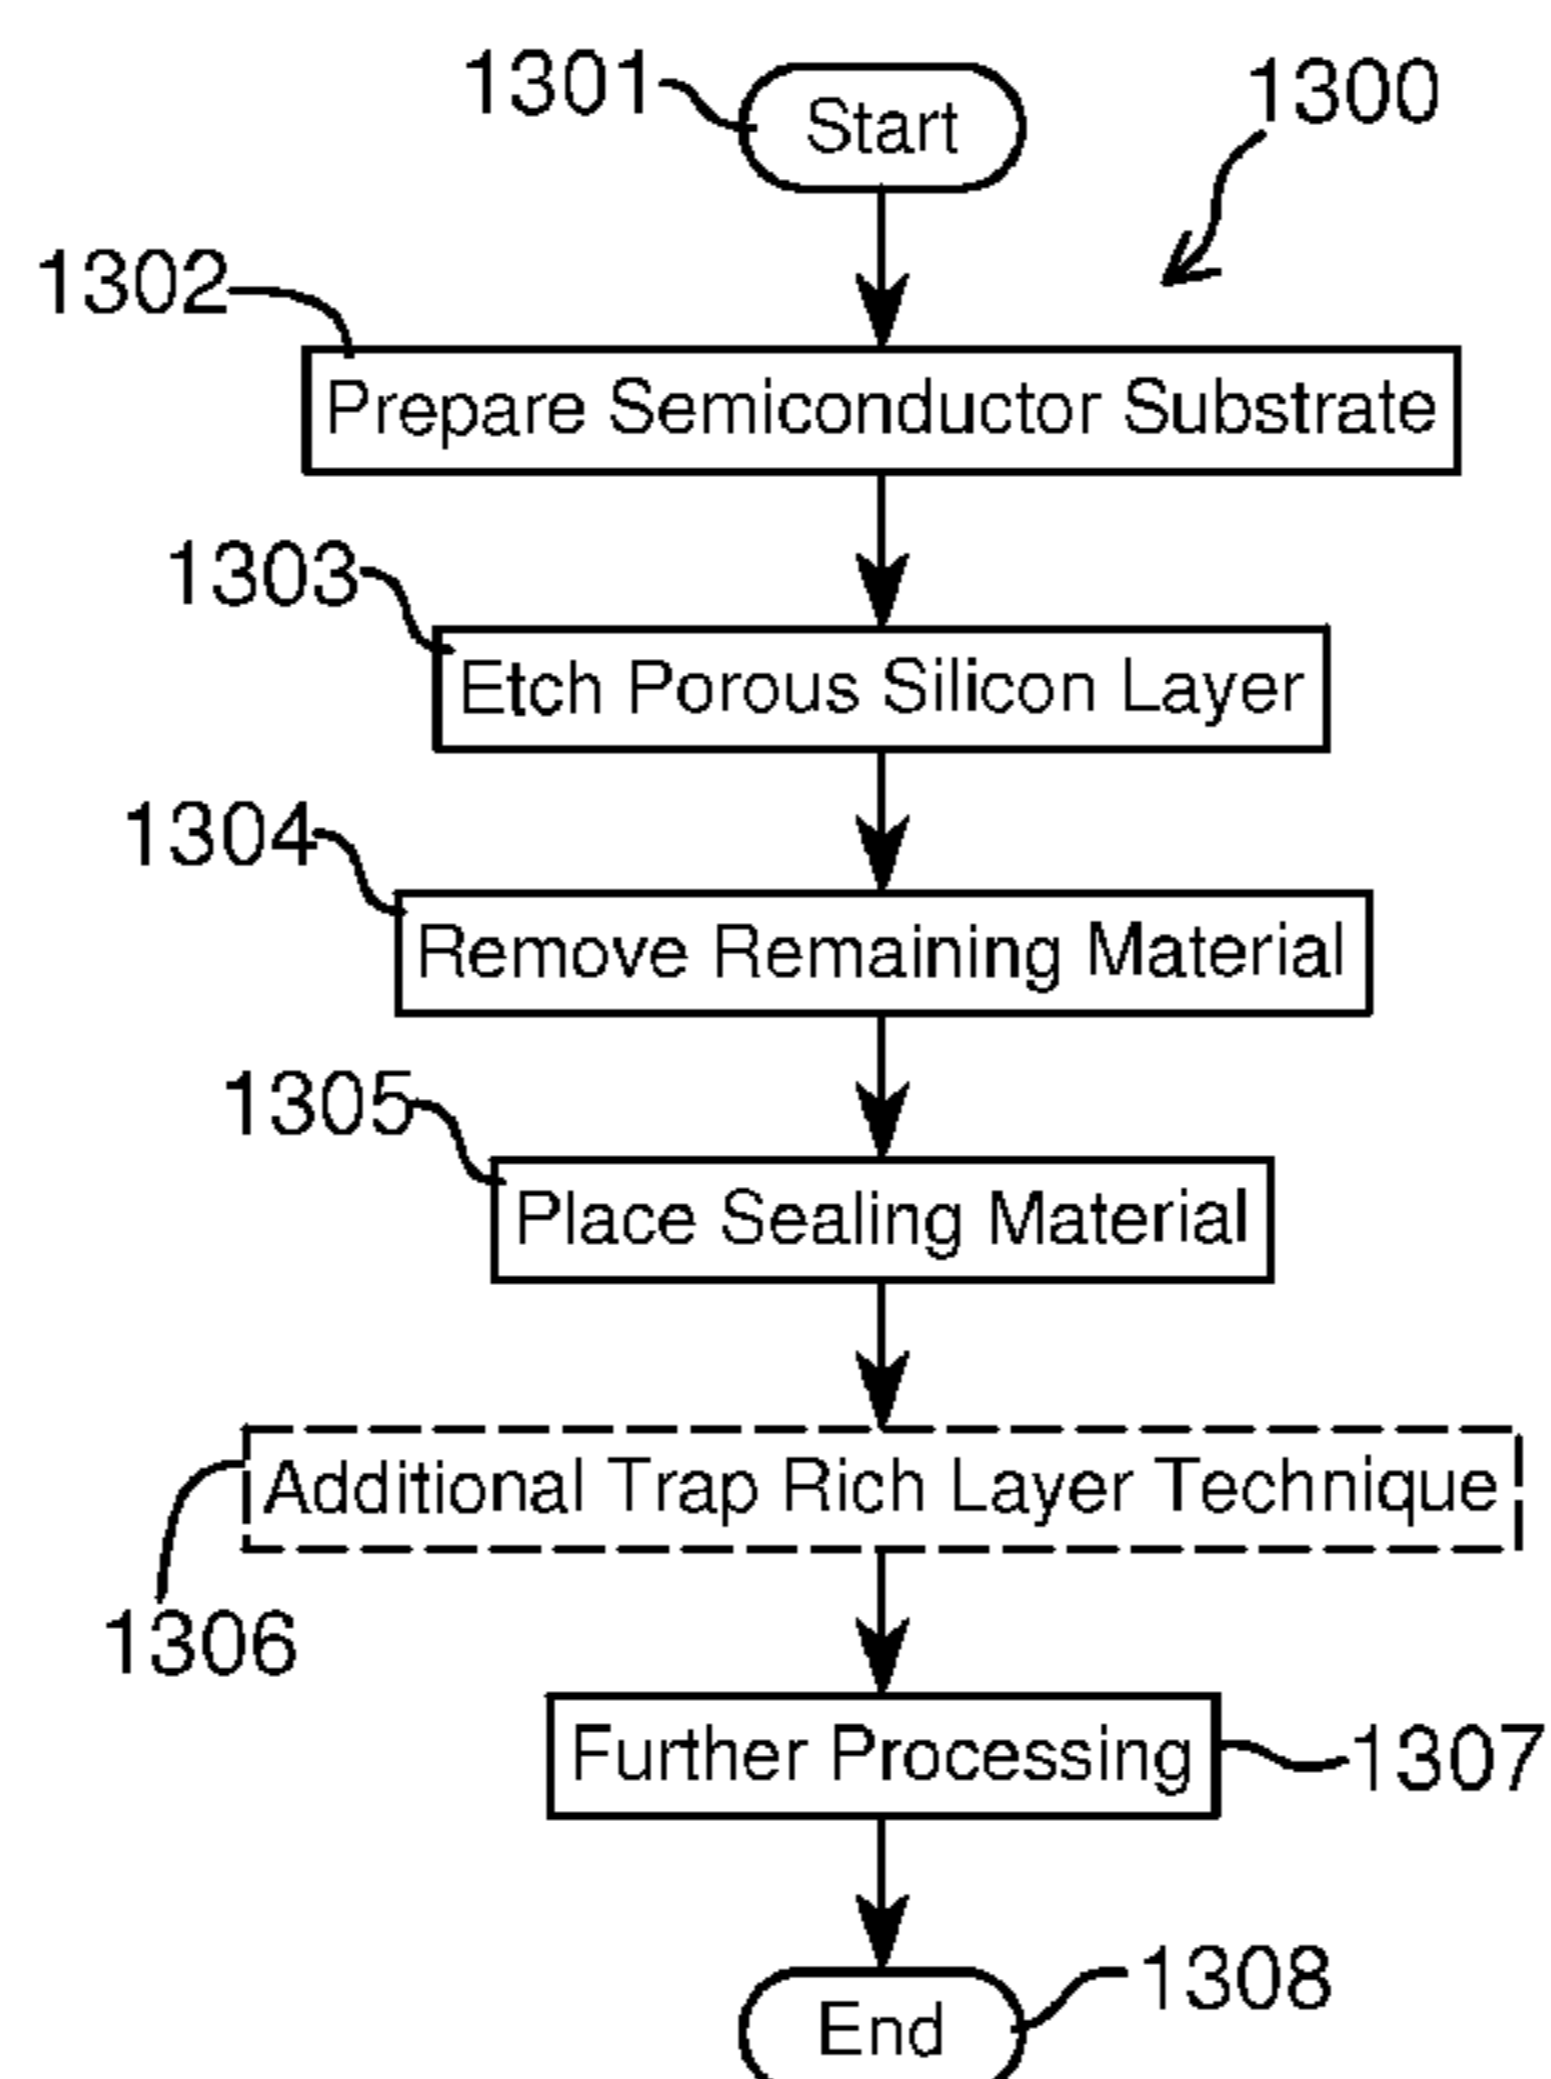 1301
Start
1300
1302
Prepare Semiconductor Substrate
1303
Etch Porous Silicon Layer
1304
Remove Remaining Material
1305
Place Sealing Material
Additional Trap Rich Layer Technique
1306
Further Processing
1307
1308
End